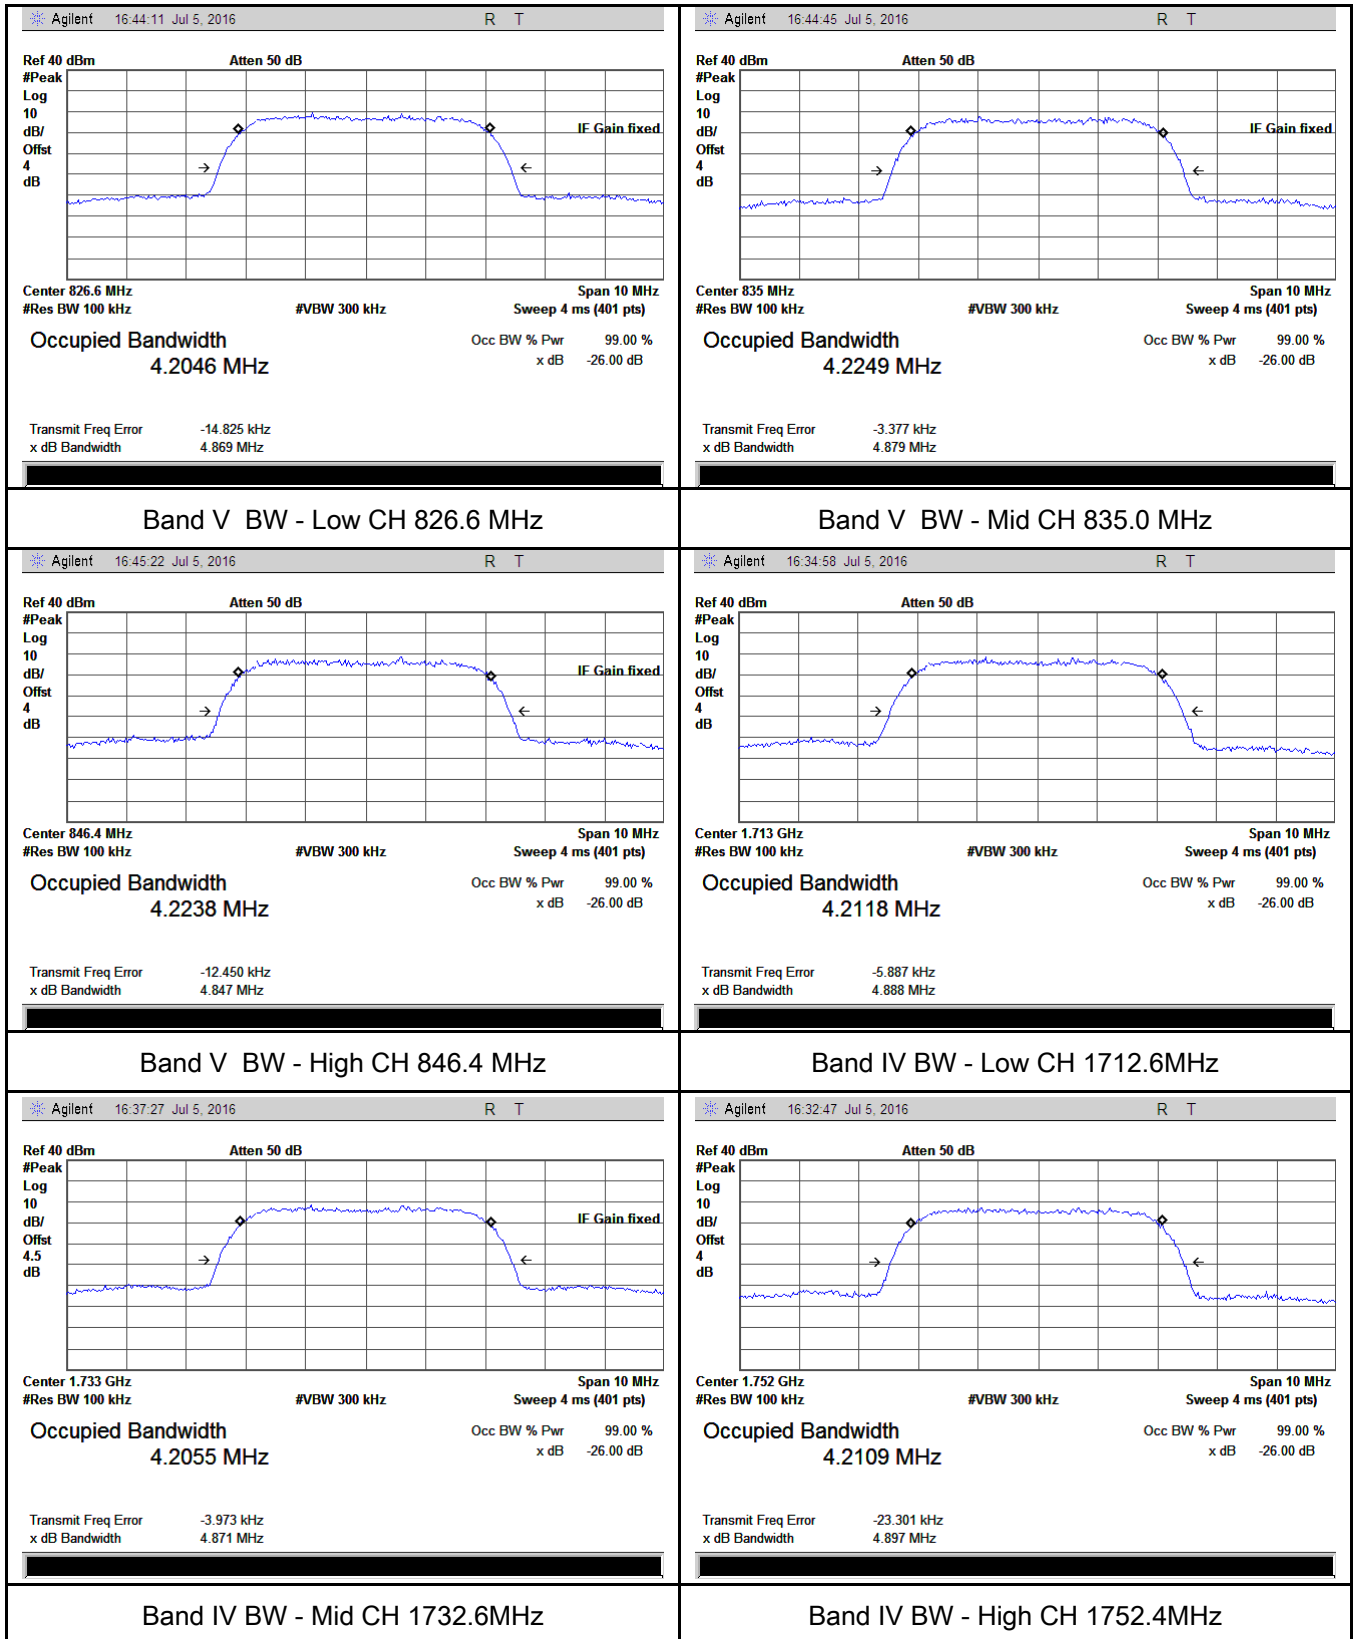 Agilent 16:44:11 Jul 5, 2016 R T
Ref 40 dBm Atten 50 dB
#Peak
Log
10
dB/
Offst
4
dB
IF Gain fixed
Center 826.6 MHz Span 10 MHz
#Res BW 100 kHz #VBW 300 kHz Sweep 4 ms (401 pts)
Occupied Bandwidth Occ BW % Pwr 99.00 %
4.2046 MHz x dB -26.00 dB
Transmit Freq Error -14.825 kHz
x dB Bandwidth 4.869 MHz
Band V BW - Low CH 826.6 MHz
Agilent 16:44:45 Jul 5, 2016 R T
Ref 40 dBm Atten 50 dB
#Peak
Log
10
dB/
Offst
4
dB
IF Gain fixed
Center 835 MHz Span 10 MHz
#Res BW 100 kHz #VBW 300 kHz Sweep 4 ms (401 pts)
Occupied Bandwidth Occ BW % Pwr 99.00 %
4.2249 MHz x dB -26.00 dB
Transmit Freq Error -3.377 kHz
x dB Bandwidth 4.879 MHz
Band V BW - Mid CH 835.0 MHz
Agilent 16:45:22 Jul 5, 2016 R T
Ref 40 dBm Atten 50 dB
#Peak
Log
10
dB/
Offst
4
dB
IF Gain fixed
Center 846.4 MHz Span 10 MHz
#Res BW 100 kHz #VBW 300 kHz Sweep 4 ms (401 pts)
Occupied Bandwidth Occ BW % Pwr 99.00 %
4.2238 MHz x dB -26.00 dB
Transmit Freq Error -12.450 kHz
x dB Bandwidth 4.847 MHz
Band V BW - High CH 846.4 MHz
Agilent 16:34:58 Jul 5, 2016 R T
Ref 40 dBm Atten 50 dB
#Peak
Log
10
dB/
Offst
4
dB
Center 1.713 GHz Span 10 MHz
#Res BW 100 kHz #VBW 300 kHz Sweep 4 ms (401 pts)
Occupied Bandwidth Occ BW % Pwr 99.00 %
4.2118 MHz x dB -26.00 dB
Transmit Freq Error -5.887 kHz
x dB Bandwidth 4.888 MHz
Band IV BW - Low CH 1712.6MHz
Agilent 16:37:27 Jul 5, 2016 R T
Ref 40 dBm Atten 50 dB
#Peak
Log
10
dB/
Offst
4.5
dB
IF Gain fixed
Center 1.733 GHz Span 10 MHz
#Res BW 100 kHz #VBW 300 kHz Sweep 4 ms (401 pts)
Occupied Bandwidth Occ BW % Pwr 99.00 %
4.2055 MHz x dB -26.00 dB
Transmit Freq Error -3.973 kHz
x dB Bandwidth 4.871 MHz
Band IV BW - Mid CH 1732.6MHz
Agilent 16:32:47 Jul 5, 2016 R T
Ref 40 dBm Atten 50 dB
#Peak
Log
10
dB/
Offst
4
dB
Center 1.752 GHz Span 10 MHz
#Res BW 100 kHz #VBW 300 kHz Sweep 4 ms (401 pts)
Occupied Bandwidth Occ BW % Pwr 99.00 %
4.2109 MHz x dB -26.00 dB
Transmit Freq Error -23.301 kHz
x dB Bandwidth 4.897 MHz
Band IV BW - High CH 1752.4MHz